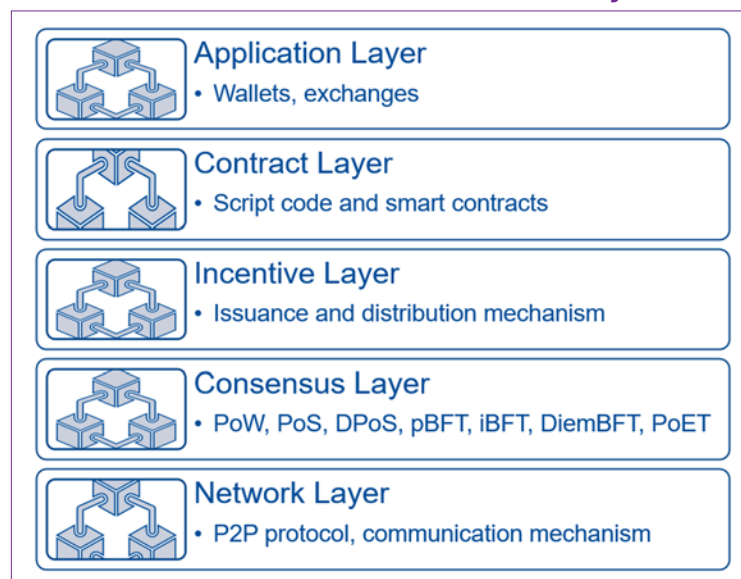 Application Layer
• Wallets, exchanges
Contract Layer
• Script code and smart contracts
Incentive Layer
• Issuance and distribution mechanism
Consensus Layer
• PoW, PoS, DPoS, pBFT, iBFT, DiemBFT, PoET
Network Layer
• P2P protocol, communication mechanism